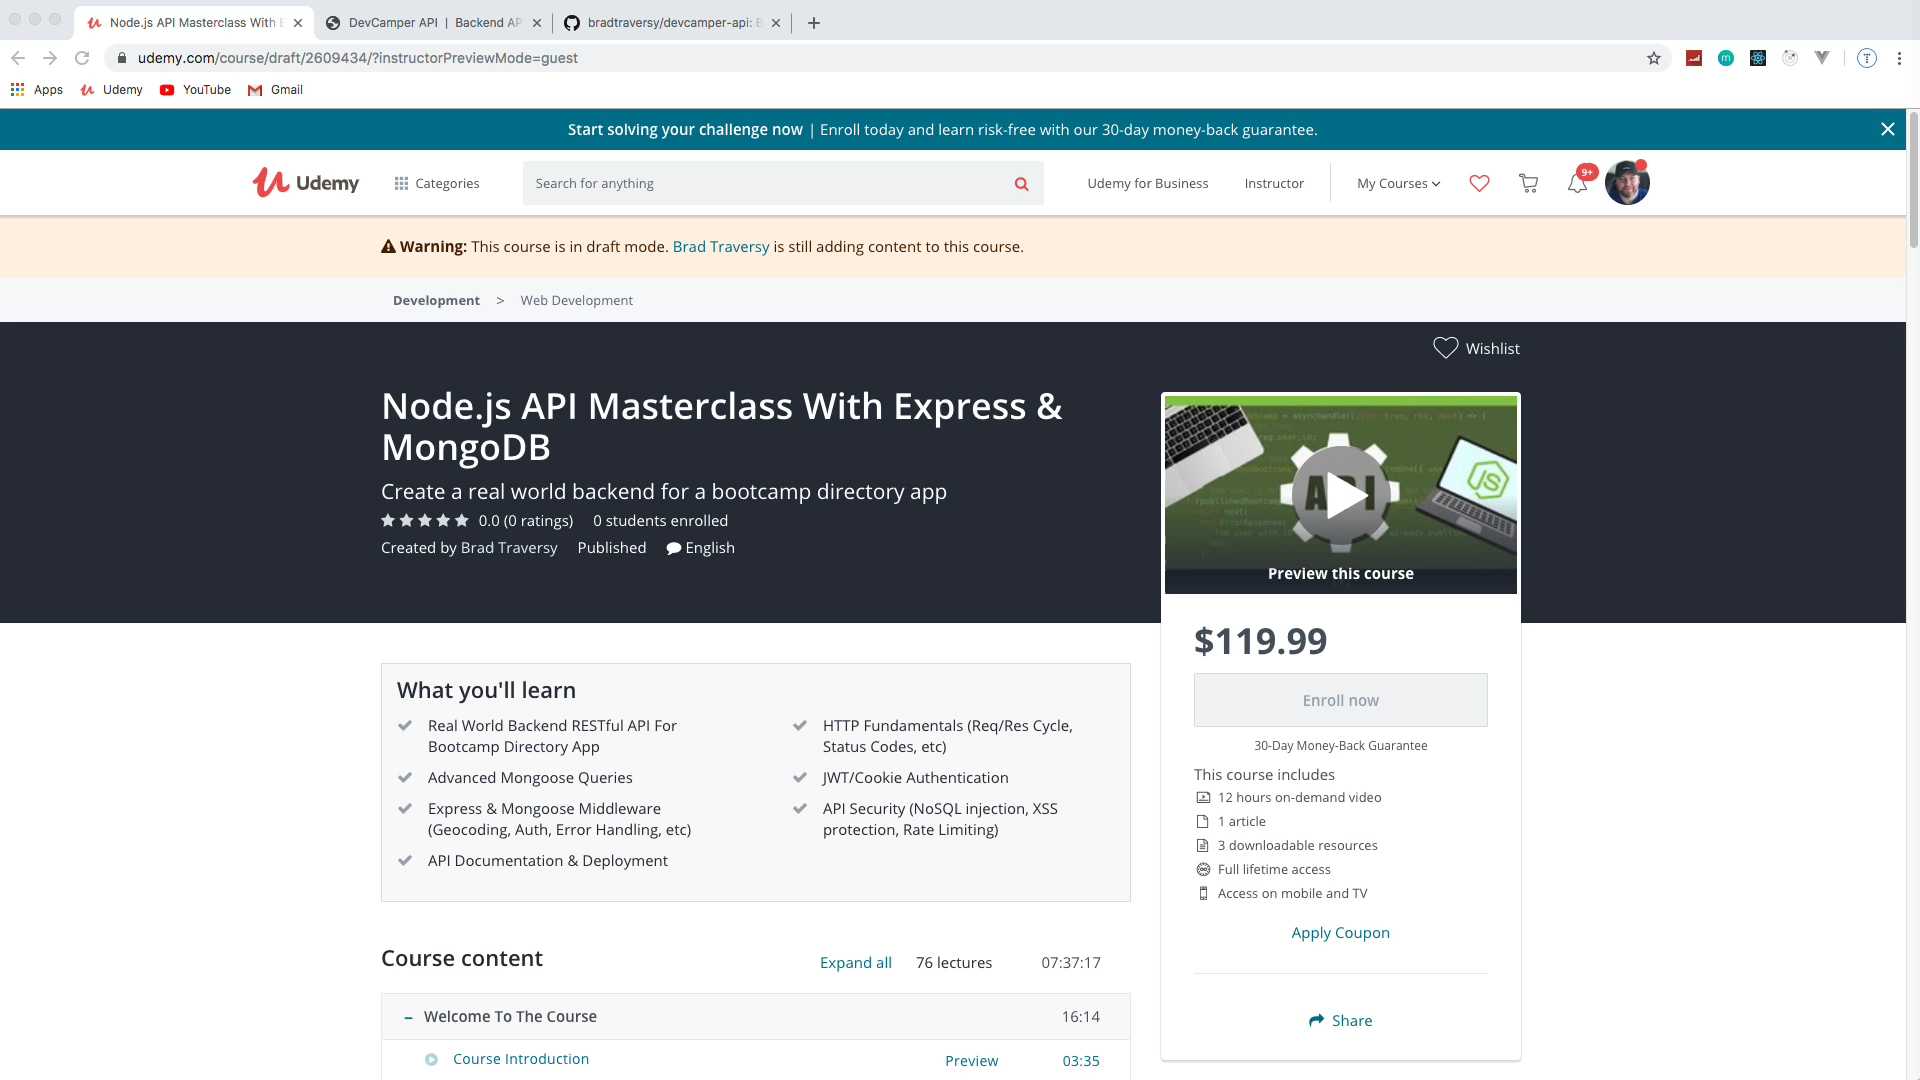 Node.js API Masterclass With E
DevCamper API | Backend AP
bradtraversy/devcamper-api: B
udemy.com/course/draft/2609434/?instructorPreviewMode=guest
Apps
Udemy
YouTube
Gmail
Start solving your challenge now | Enroll today and learn risk-free with our 30-day money-back guarantee.
Udemy
Categories
Search for anything
Udemy for Business
Instructor
My Courses
9+
Warning: This course is in draft mode. Brad Traversy is still adding content to this course.
Development > Web Development
Wishlist
Node.js API Masterclass With Express &
MongoDB
Create a real world backend for a bootcamp directory app
0.0 (0 ratings) 0 students enrolled
Created by Brad Traversy Published English
API
JS
Preview this course
$119.99
Enroll now
30-Day Money-Back Guarantee
This course includes
12 hours on-demand video
1 article
3 downloadable resources
Full lifetime access
Access on mobile and TV
Apply Coupon
Share
What you'll learn
Real World Backend RESTful API For
Bootcamp Directory App
Advanced Mongoose Queries
Express & Mongoose Middleware
(Geocoding, Auth, Error Handling, etc)
API Documentation & Deployment
HTTP Fundamentals (Req/Res Cycle,
Status Codes, etc)
JWT/Cookie Authentication
API Security (NoSQL injection, XSS
protection, Rate Limiting)
Course content
Expand all 76 lectures 07:37:17
– Welcome To The Course 16:14
Course Introduction Preview 03:35